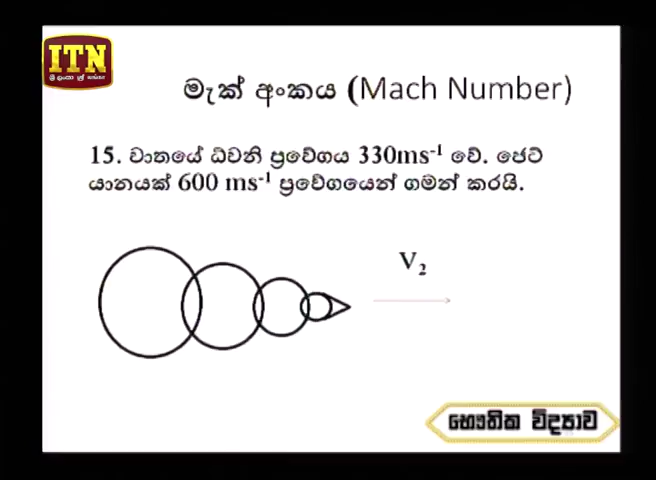 ITN
මැක් අංකය (Mach Number)
15. වාතයේ ධ්වනි ප්‍රවේගය 330ms⁻¹ වේ. ජෙට්
යානයක් 600 ms⁻¹ ප්‍රවේගයෙන් ගමන් කරයි.
V₂
භෞතික විද්‍යාව